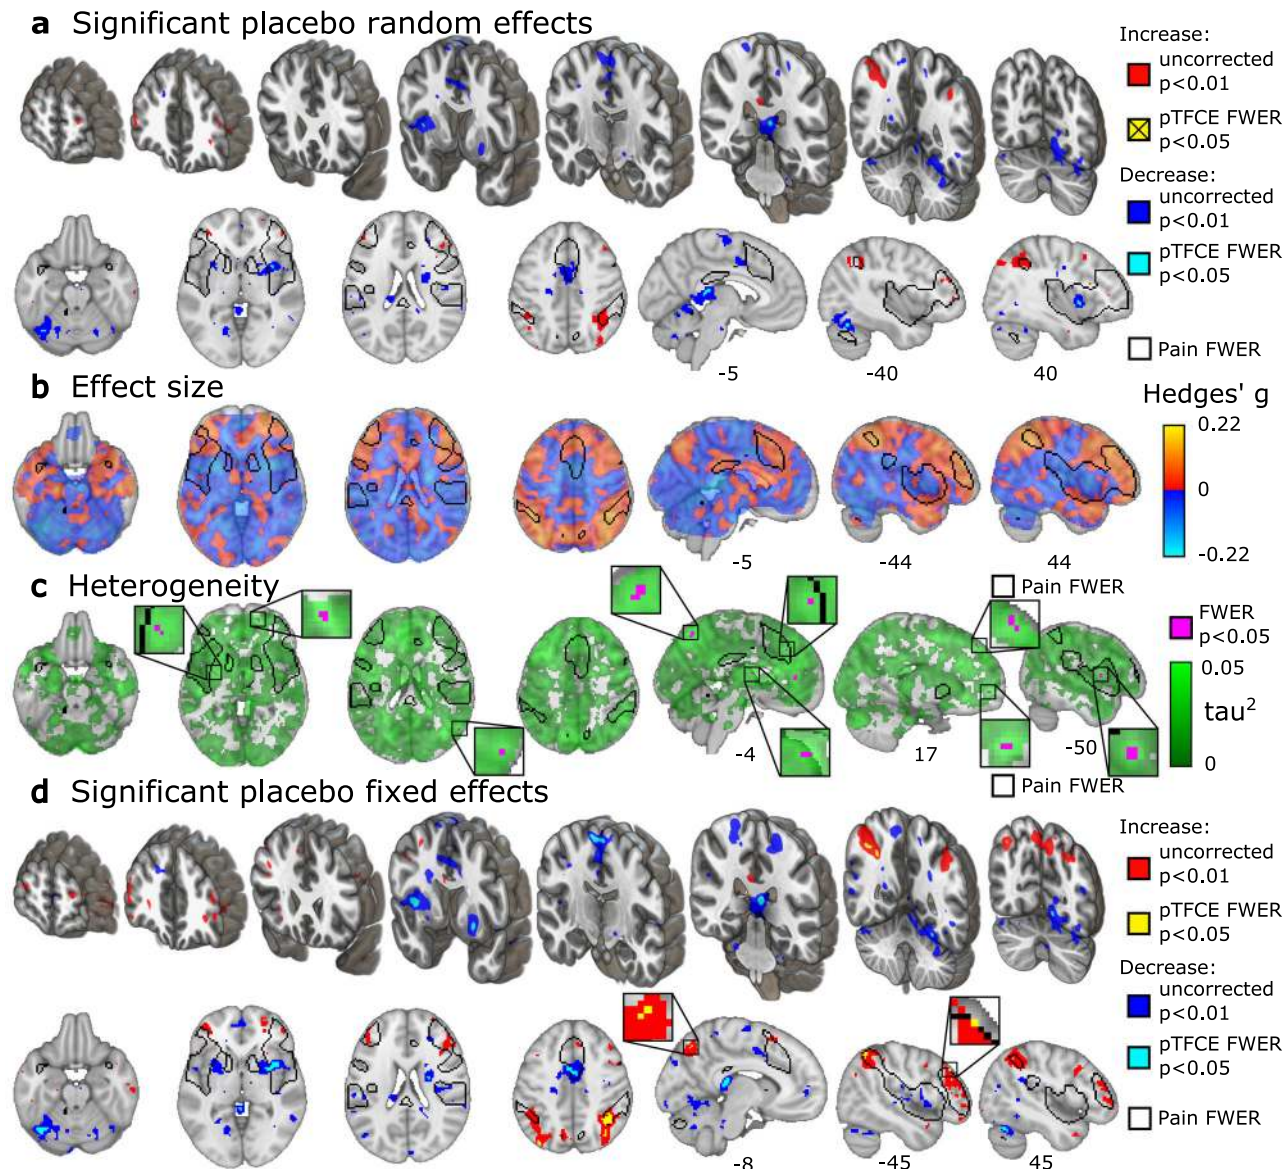 a Significant placebo random effects
Increase:
uncorrected
p<0.01
pTFCE FWER
p<0.05
Decrease:
uncorrected
p<0.01
pTFCE FWER
p<0.05
Pain FWER
-5
-40
40
b Effect size
Hedges' g
0.22
0
-0.22
-5
-44
44
Pain FWER
c Heterogeneity
FWER
p<0.05
0.05
tau²
0
-4
17
-50
Pain FWER
d Significant placebo fixed effects
Increase:
uncorrected
p<0.01
pTFCE FWER
p<0.05
Decrease:
uncorrected
p<0.01
pTFCE FWER
p<0.05
Pain FWER
-8
-45
45